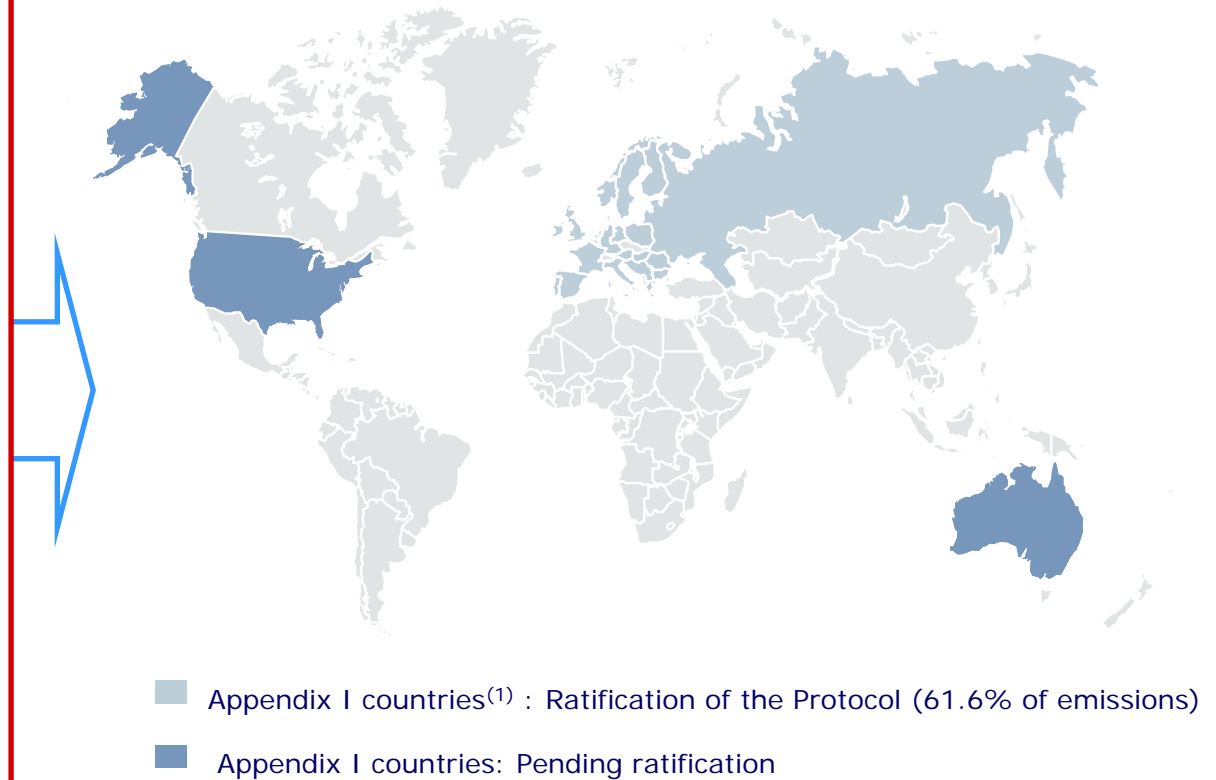 Appendix I countries(1) : Ratification of the Protocol (61.6% of emissions)
Appendix I countries: Pending ratification